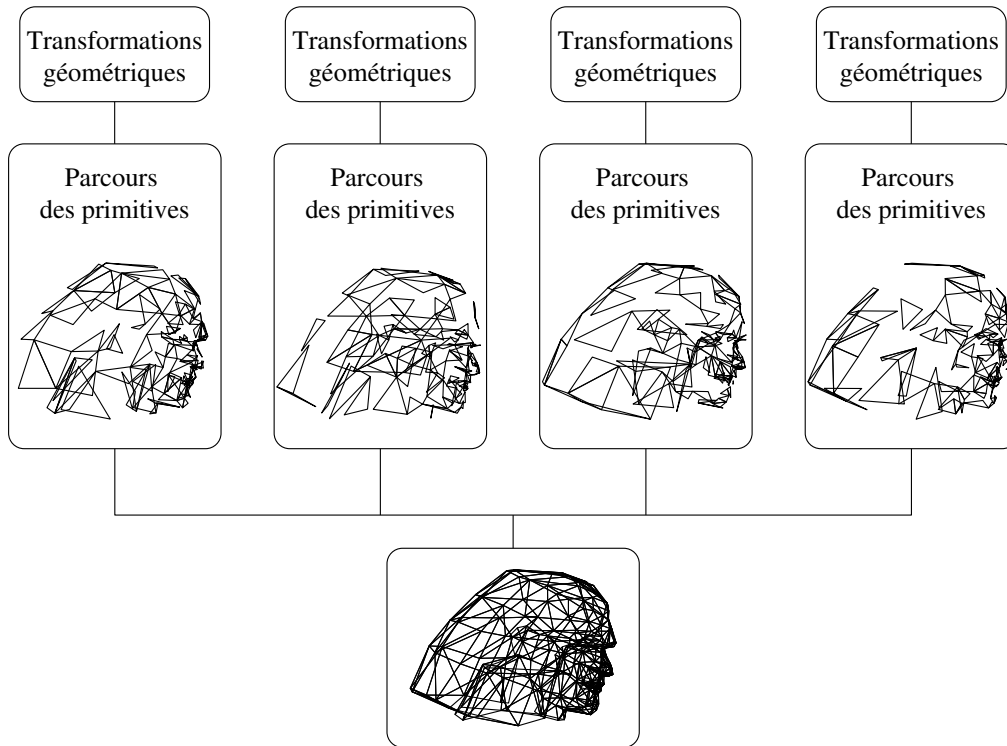 Transformations
géométriques
Transformations
géométriques
Transformations
géométriques
Transformations
géométriques
Parcours
des primitives
Parcours
des primitives
Parcours
des primitives
Parcours
des primitives